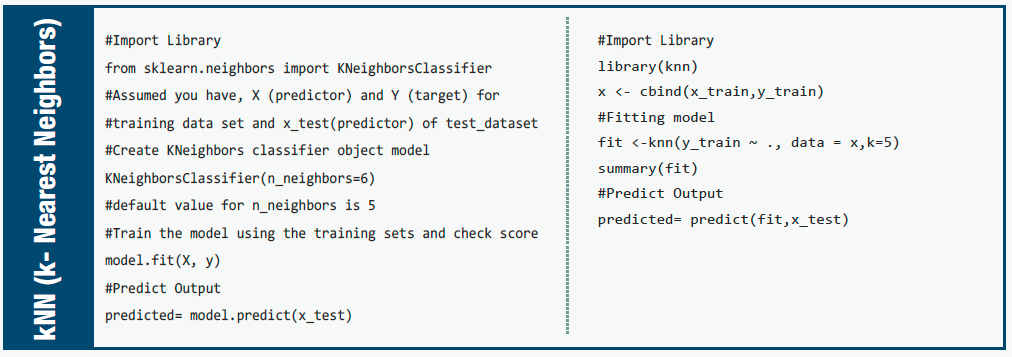 kNN (k- Nearest Neighbors)
#Import Library
from sklearn.neighbors import KNeighborsClassifier
#Assumed you have, X (predictor) and Y (target) for
#training data set and x_test(predictor) of test_dataset
#Create KNeighbors classifier object model
KNeighborsClassifier(n_neighbors=6)
#default value for n_neighbors is 5
#Train the model using the training sets and check score
model.fit(X, y)
#Predict Output
predicted= model.predict(x_test)
#Import Library
library(knn)
x <- cbind(x_train,y_train)
#Fitting model
fit <-knn(y_train ~ ., data = x,k=5)
summary(fit)
#Predict Output
predicted= predict(fit,x_test)